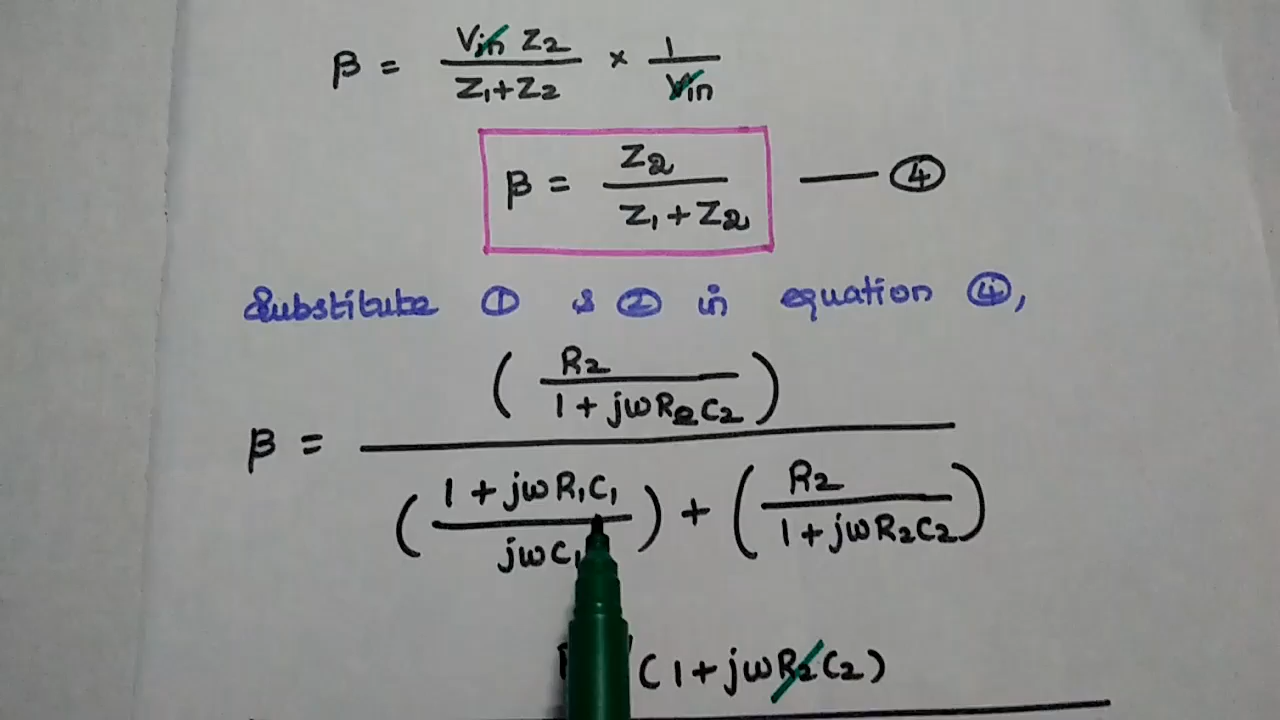 β = Vin Z2 / Z1+Z2 × 1 / Vin
β = Z2 / Z1 + Z2 —— ④
Substitute ① & ② in equation ④,
β = ( R2 / 1 + jωR2C2 ) / ( 1 + jωR1C1 / jωC1 ) + ( R2 / 1 + jωR2C2 )
(1 + jωR2C2)